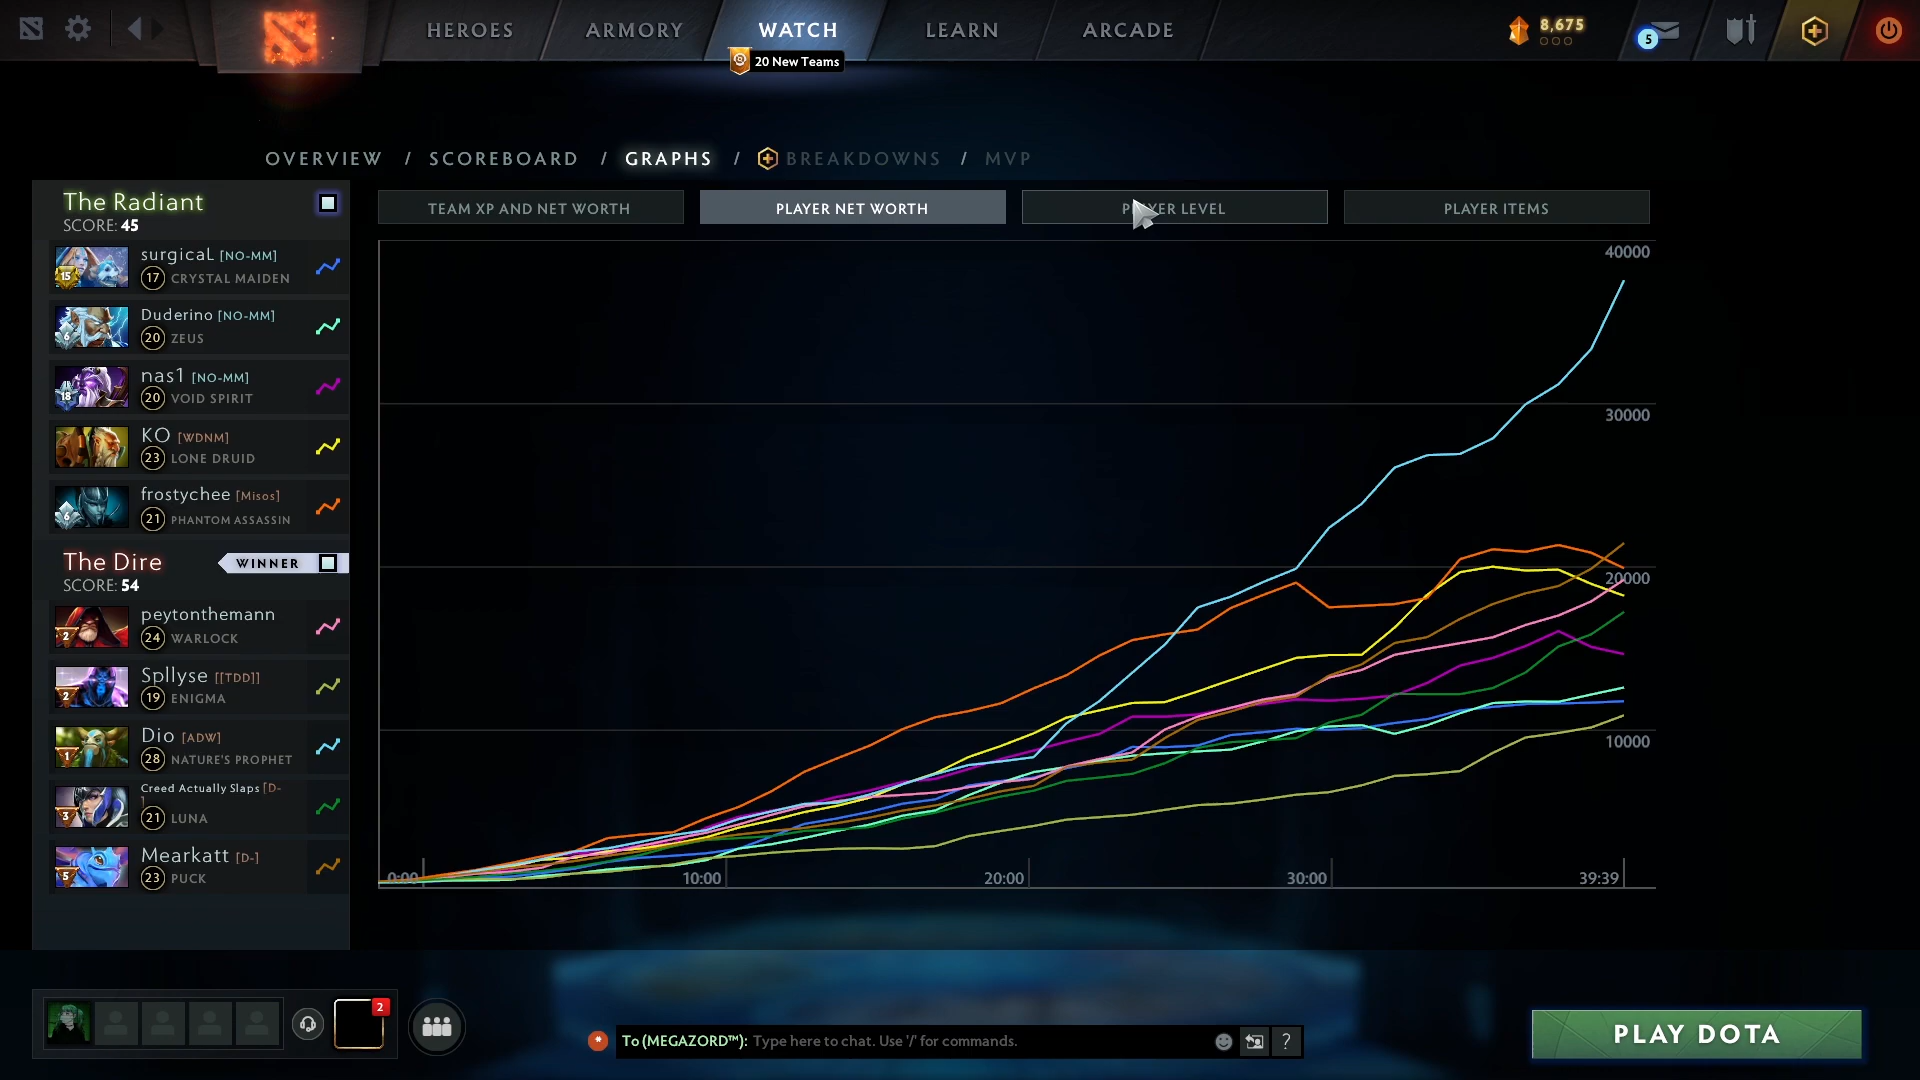 HEROES
ARMORY
WATCH
LEARN
ARCADE
8,675
5
20 New Teams
OVERVIEW / SCOREBOARD / GRAPHS / BREAKDOWNS / MVP
The Radiant
SCORE: 45
surgicaL [NO-MM]
15
17 CRYSTAL MAIDEN
Duderino [NO-MM]
6
20 ZEUS
nas1 [NO-MM]
18
20 VOID SPIRIT
KO [WDNM]
23 LONE DRUID
frostychee [Misos]
6
21 PHANTOM ASSASSIN
The Dire
WINNER
SCORE: 54
peytonthemann
2
24 WARLOCK
Spllyse [[TDD]]
2
19 ENIGMA
Dio [ADW]
1
28 NATURE'S PROPHET
Creed Actually Slaps [D-
]
3
21 LUNA
Mearkatt [D-]
5
23 PUCK
TEAM XP AND NET WORTH
PLAYER NET WORTH
LEVEL
PLAYER ITEMS
40000
30000
20000
10000
0:00
10:00
20:00
30:00
39:39
2
To (MEGAZORD™): Type here to chat. Use '/' for commands.
?
PLAY DOTA